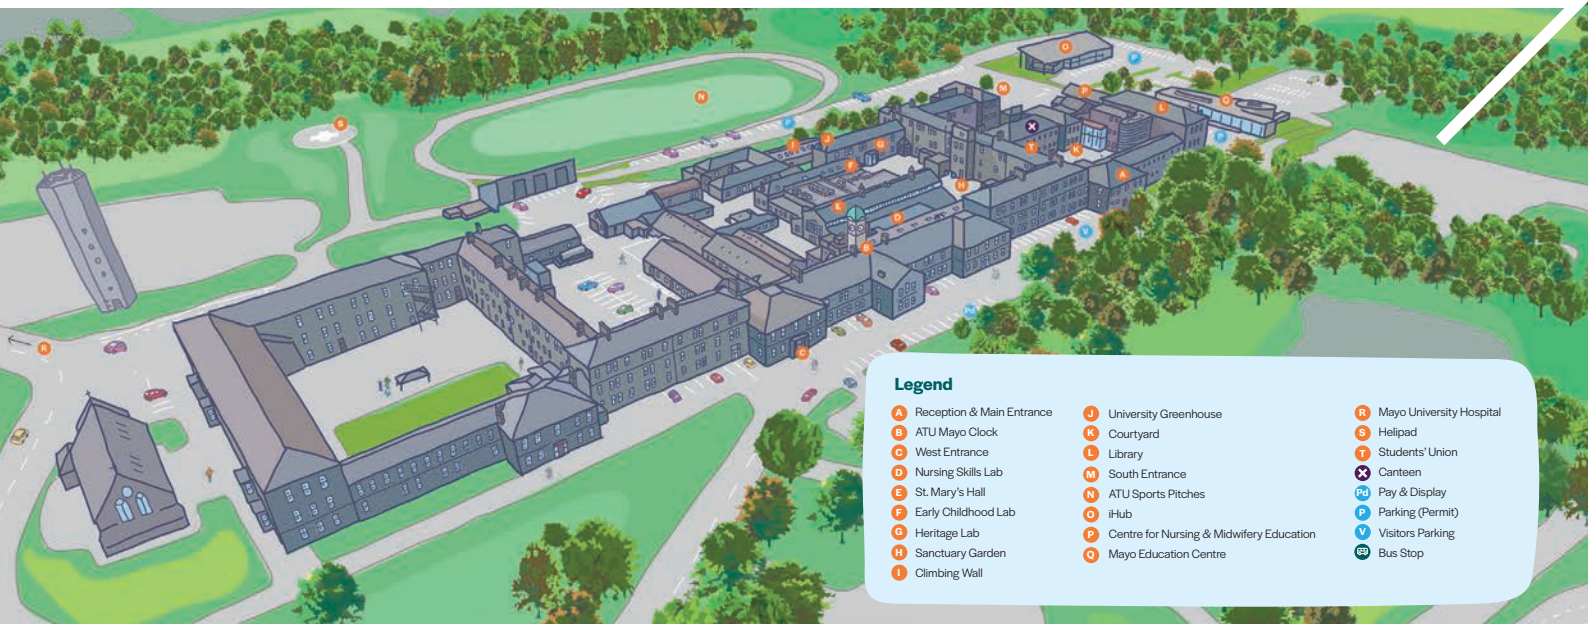 O
P
N
M
P
Q
S
P
L
P
I
J
G
T
K
F
A
H
E
D
V
B
Pd
R
C
Legend
A Reception & Main Entrance
B ATU Mayo Clock
C West Entrance
D Nursing Skills Lab
E St. Mary's Hall
F Early Childhood Lab
G Heritage Lab
H Sanctuary Garden
I Climbing Wall
J University Greenhouse
K Courtyard
L Library
M South Entrance
N ATU Sports Pitches
O iHub
P Centre for Nursing & Midwifery Education
Q Mayo Education Centre
R Mayo University Hospital
S Helipad
T Students' Union
Canteen
Pd Pay & Display
P Parking (Permit)
V Visitors Parking
Bus Stop